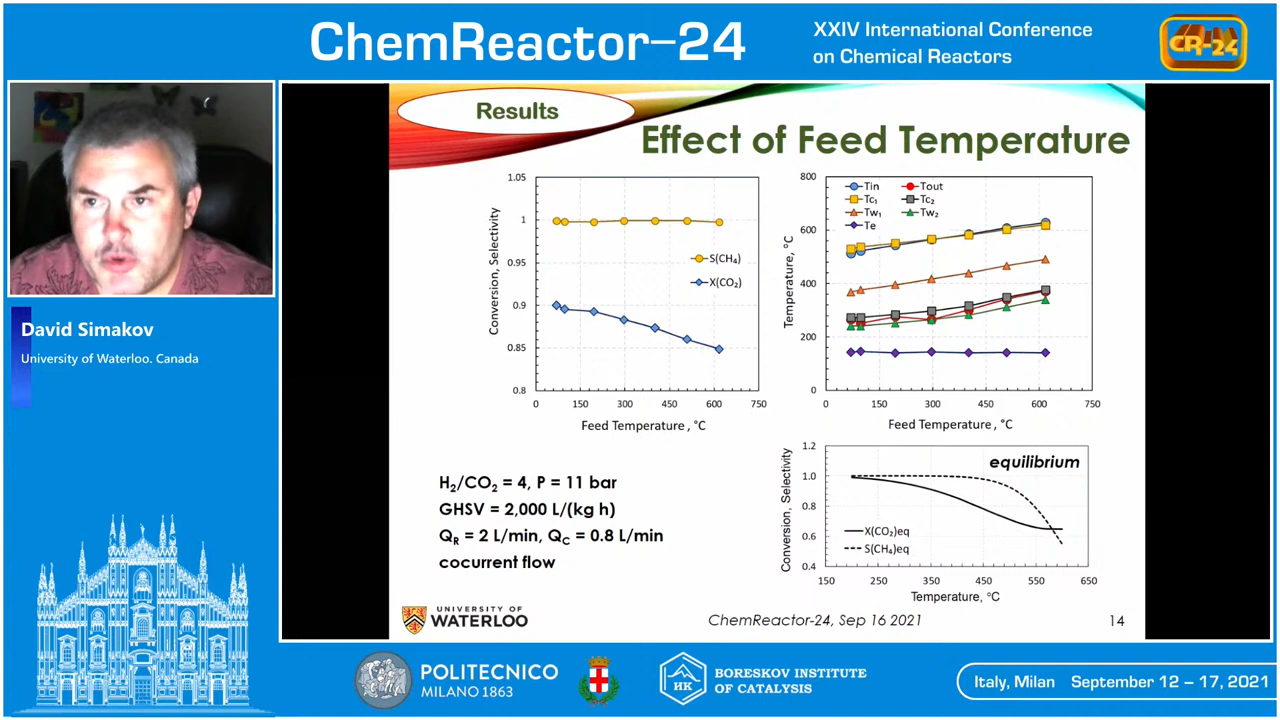 ChemReactor-24
XXIV International Conference
on Chemical Reactors
CR-24
David Simakov
University of Waterloo. Canada
Results
Effect of Feed Temperature
1.05
1
0.95
0.9
0.85
0.8
Conversion, Selectivity
S(CH₄)
X(CO₂)
0 150 300 450 600 750
Feed Temperature , °C
800
600
400
200
0
Temperature, °C
Tin Tout
Tc₁ Tc₂
Tw₁ Tw₂
Te
0 150 300 450 600 750
Feed Temperature , °C
H₂/CO₂ = 4, P = 11 bar
GHSV = 2,000 L/(kg h)
Q_R = 2 L/min, Q_C = 0.8 L/min
cocurrent flow
1.2
1.0
0.8
0.6
0.4
Conversion, Selectivity
equilibrium
X(CO₂)eq
S(CH₄)eq
150 250 350 450 550 650
Temperature, °C
UNIVERSITY OF
WATERLOO
ChemReactor-24, Sep 16 2021
14
POLITECNICO
MILANO 1863
НК
BORESKOV INSTITUTE
OF CATALYSIS
Italy, Milan September 12 – 17, 2021